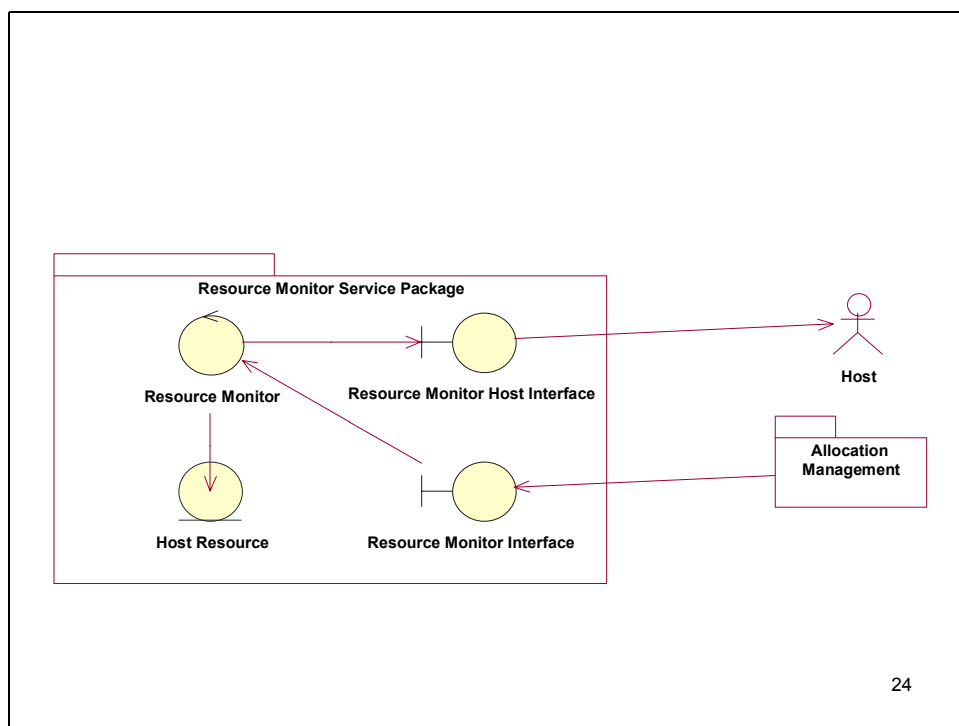 Resource Monitor Service Package
Resource Monitor
Resource Monitor Host Interface
Host
Allocation
Management
Host Resource
Resource Monitor Interface
24